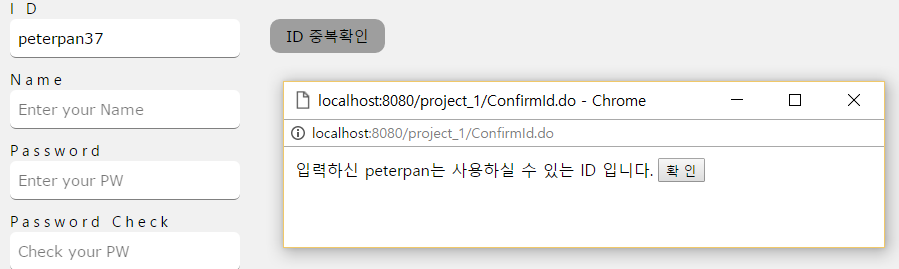 I D
peterpan37
ID 중복확인
Name
Enter your Name
Password
Enter your PW
Password Check
Check your PW
localhost:8080/project_1/ConfirmId.do - Chrome
localhost:8080/project_1/ConfirmId.do
입력하신 peterpan는 사용하실 수 있는 ID 입니다. 확 인